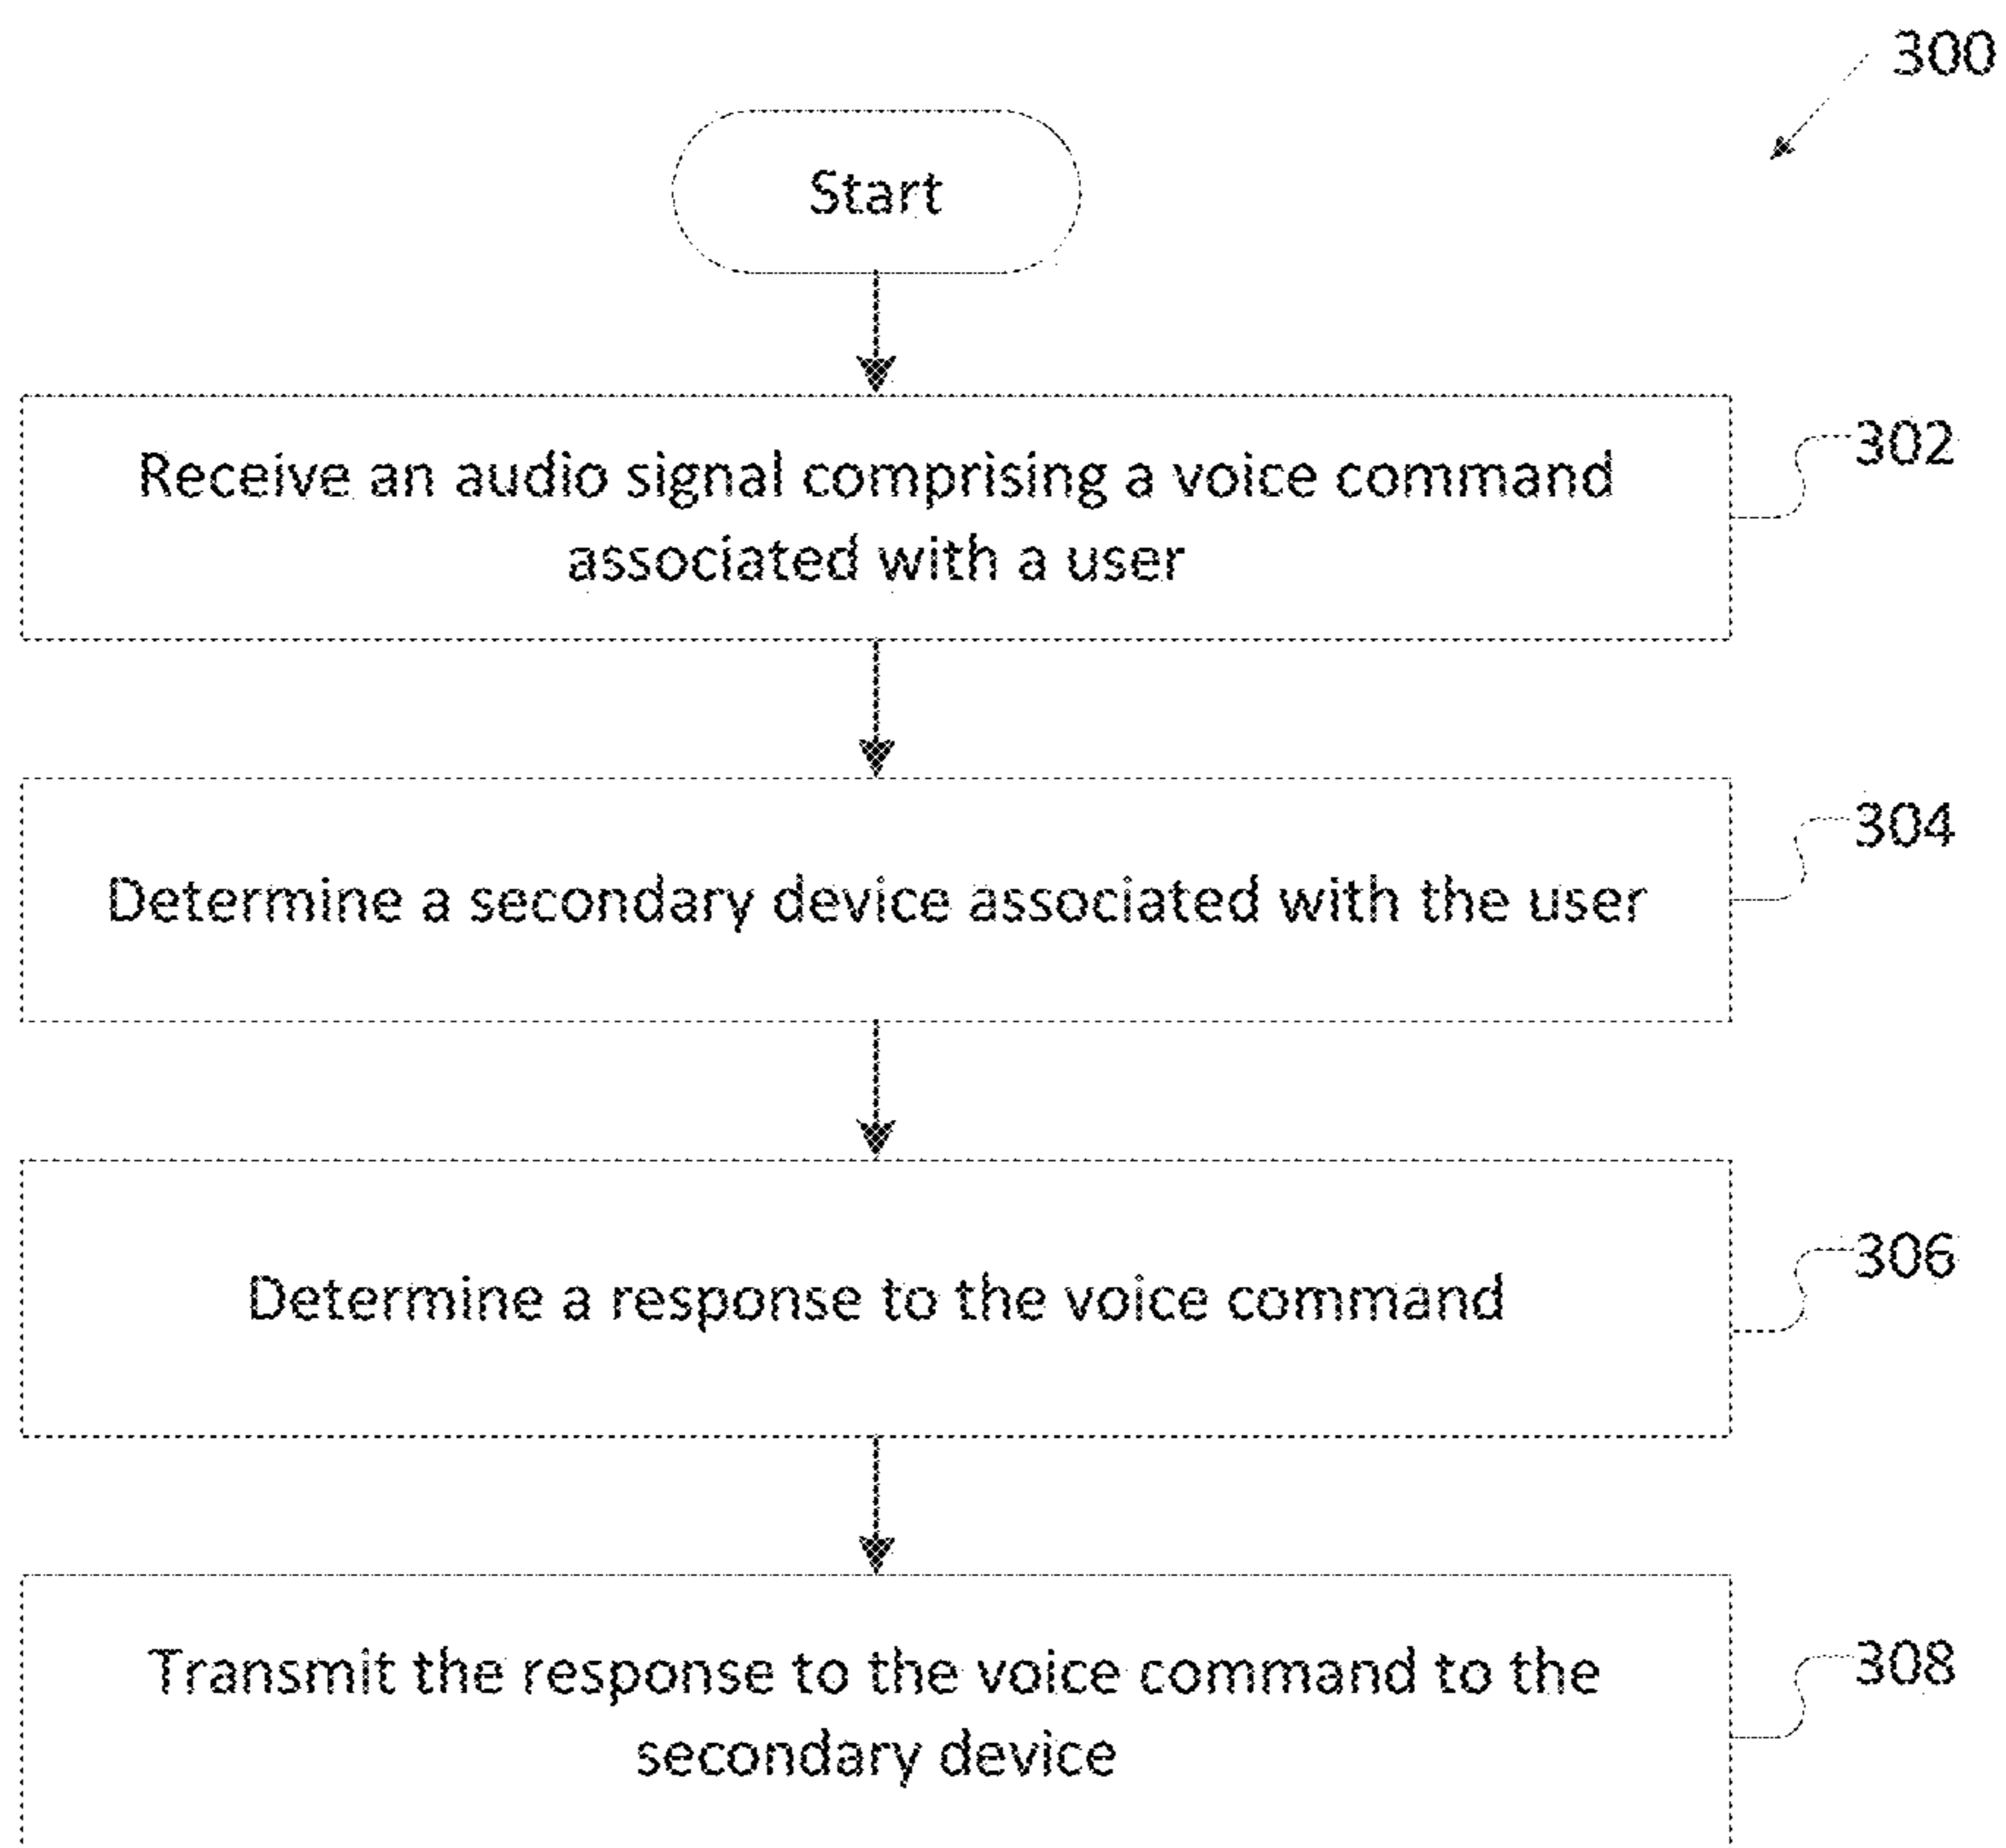 300
Start
Receive an audio signal comprising a voice command
associated with a user
302
Determine a secondary device associated with the user
304
Determine a response to the voice command
306
Transmit the response to the voice command to the
secondary device
308